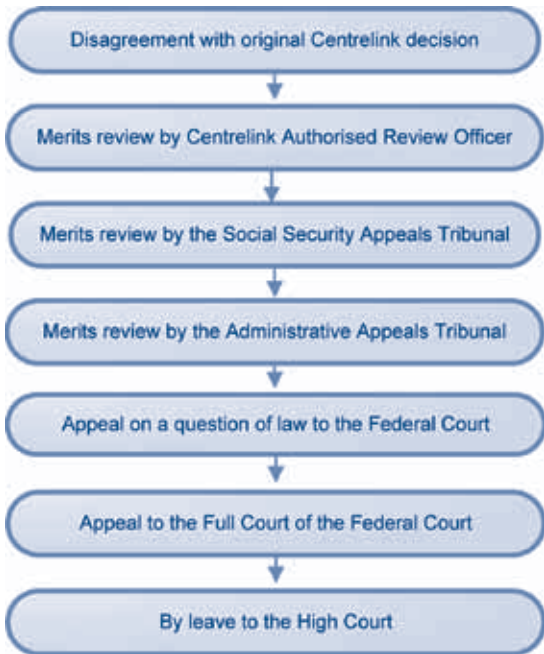 Disagreement with original Centrelink decision
Merits review by Centrelink Authorised Review Officer
Merits review by the Social Security Appeals Tribunal
Merits review by the Administrative Appeals Tribunal
Appeal on a question of law to the Federal Court
Appeal to the Full Court of the Federal Court
By leave to the High Court